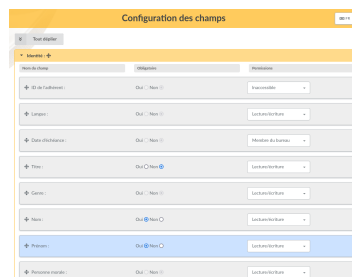 Configuration des champs
Tout déplier
Identité :
Nom du champ Obligatoire Permissions
ID de l'adhérent : Oui Non Inaccessible
Langue : Oui Non Lecture/écriture
Date d'échéance : Oui Non Membre du bureau
Titre : Oui Non Lecture/écriture
Genre : Oui Non Lecture/écriture
Nom : Oui Non Lecture/écriture
Prénom : Oui Non Lecture/écriture
Personne morale : Oui Non Lecture/écriture